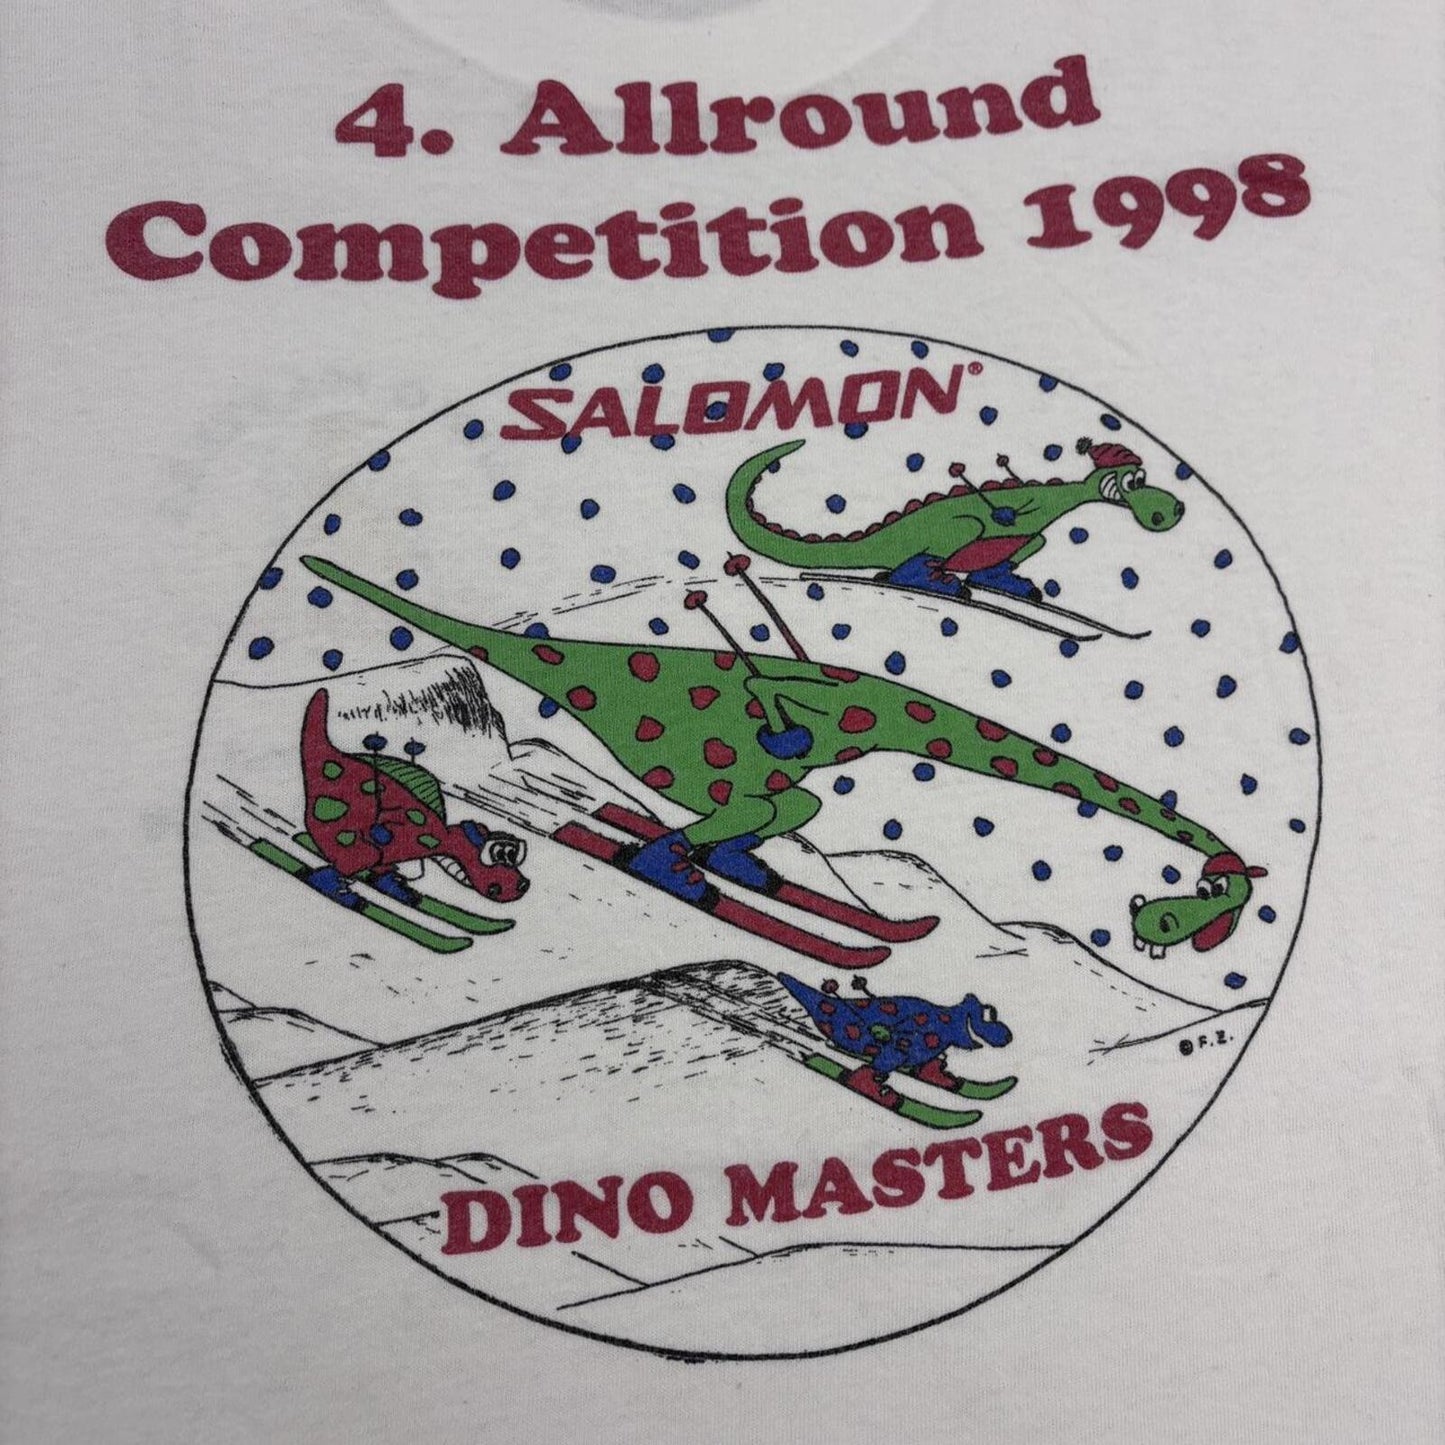 4. Allround
Competition 1998
SALOMON®
© F. Z.
DINO MASTERS